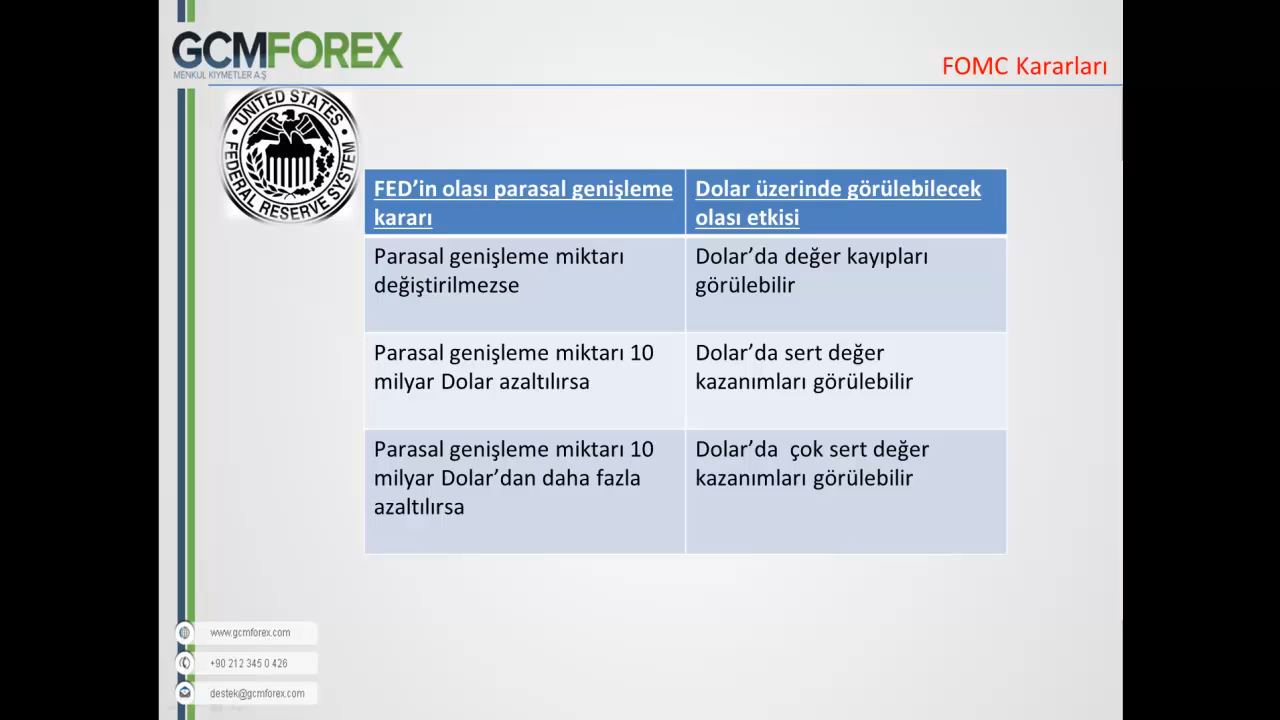 GCMFOREX
MENKUL KIYMETLER A.Ş
FOMC Kararları
UNITED STATES
FEDERAL RESERVE SYSTEM
FED’in olası parasal genişleme
kararı
Dolar üzerinde görülebilecek
olası etkisi
Parasal genişleme miktarı
değiştirilmezse
Dolar’da değer kayıpları
görülebilir
Parasal genişleme miktarı 10
milyar Dolar azaltılırsa
Dolar’da sert değer
kazanımları görülebilir
Parasal genişleme miktarı 10
milyar Dolar’dan daha fazla
azaltılırsa
Dolar’da  çok sert değer
kazanımları görülebilir
www.gcmforex.com
+90 212 345 0 426
destek@gcmforex.com